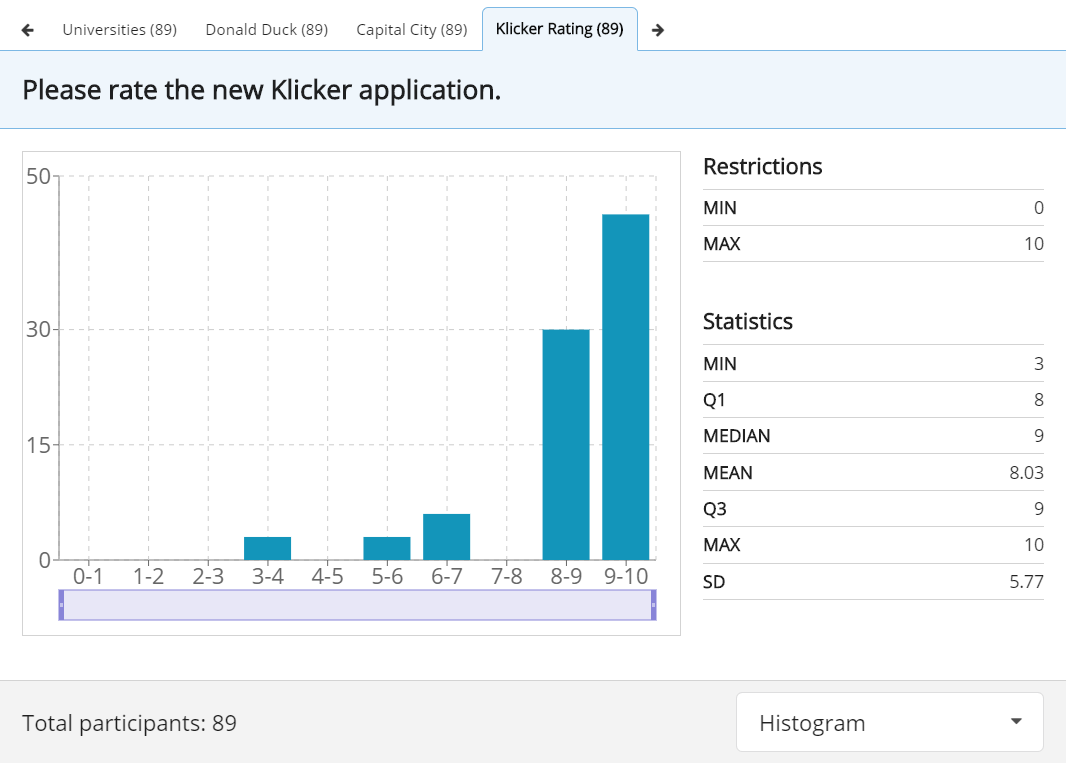 Universities (89) Donald Duck (89) Capital City (89) Klicker Rating (89)
Please rate the new Klicker application.
50
30
15
0
0-1 1-2 2-3 3-4 4-5 5-6 6-7 7-8 8-9 9-10
Restrictions
MIN 0
MAX 10
Statistics
MIN 3
Q1 8
MEDIAN 9
MEAN 8.03
Q3 9
MAX 10
SD 5.77
Total participants: 89
Histogram